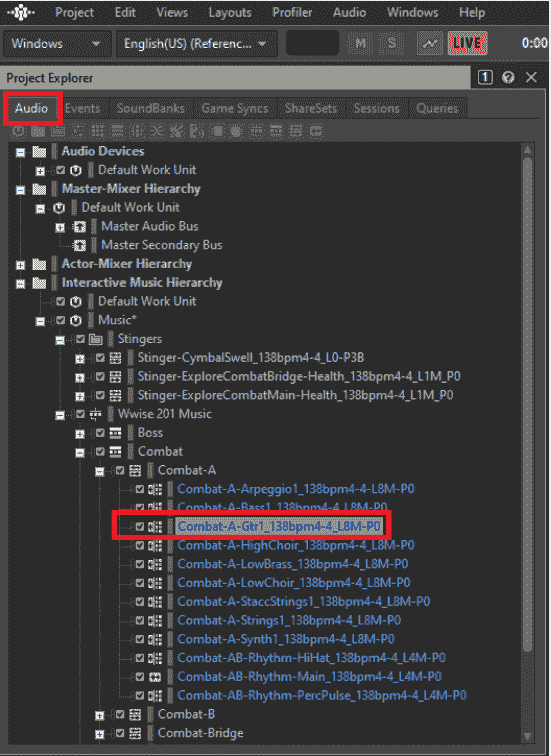 Project Edit Views Layouts Profiler Audio Windows Help
Windows English(US) (Referenc... M S LIVE 0:00
Project Explorer 1
Audio Events SoundBanks Game Syncs ShareSets Sessions Queries
Audio Devices
Default Work Unit
Master-Mixer Hierarchy
Default Work Unit
Master Audio Bus
Master Secondary Bus
Actor-Mixer Hierarchy
Interactive Music Hierarchy
Default Work Unit
Music*
Stingers
Stinger-CymbalSwell_138bpm4-4_L0-P3B
Stinger-ExploreCombatBridge-Health_138bpm4-4_L1M_P0
Stinger-ExploreCombatMain-Health_138bpm4-4_L1M_P0
Wwise 201 Music
Boss
Combat
Combat-A
Combat-A-Arpeggio1_138bpm4-4-L8M-P0
Combat-A-Bass1_138bpm4-4_L8M-P0
Combat-A-Gtr1_138bpm4-4_L8M-P0
Combat-A-HighChoir_138bpm4-4_L8M-P0
Combat-A-LowBrass_138bpm4-4_L8M-P0
Combat-A-LowChoir_138bpm4-4_L8M-P0
Combat-A-StaccStrings1_138bpm4-4_L8M-P0
Combat-A-Strings1_138bpm4-4_L8M-P0
Combat-A-Synth1_138bpm4-4_L8M-P0
Combat-AB-Rhythm-HiHat_138bpm4-4_L4M-P0
Combat-AB-Rhythm-Main_138bpm4-4_L4M-P0
Combat-AB-Rhythm-PercPulse_138bpm4-4_L4M-P0
Combat-B
Combat-Bridge